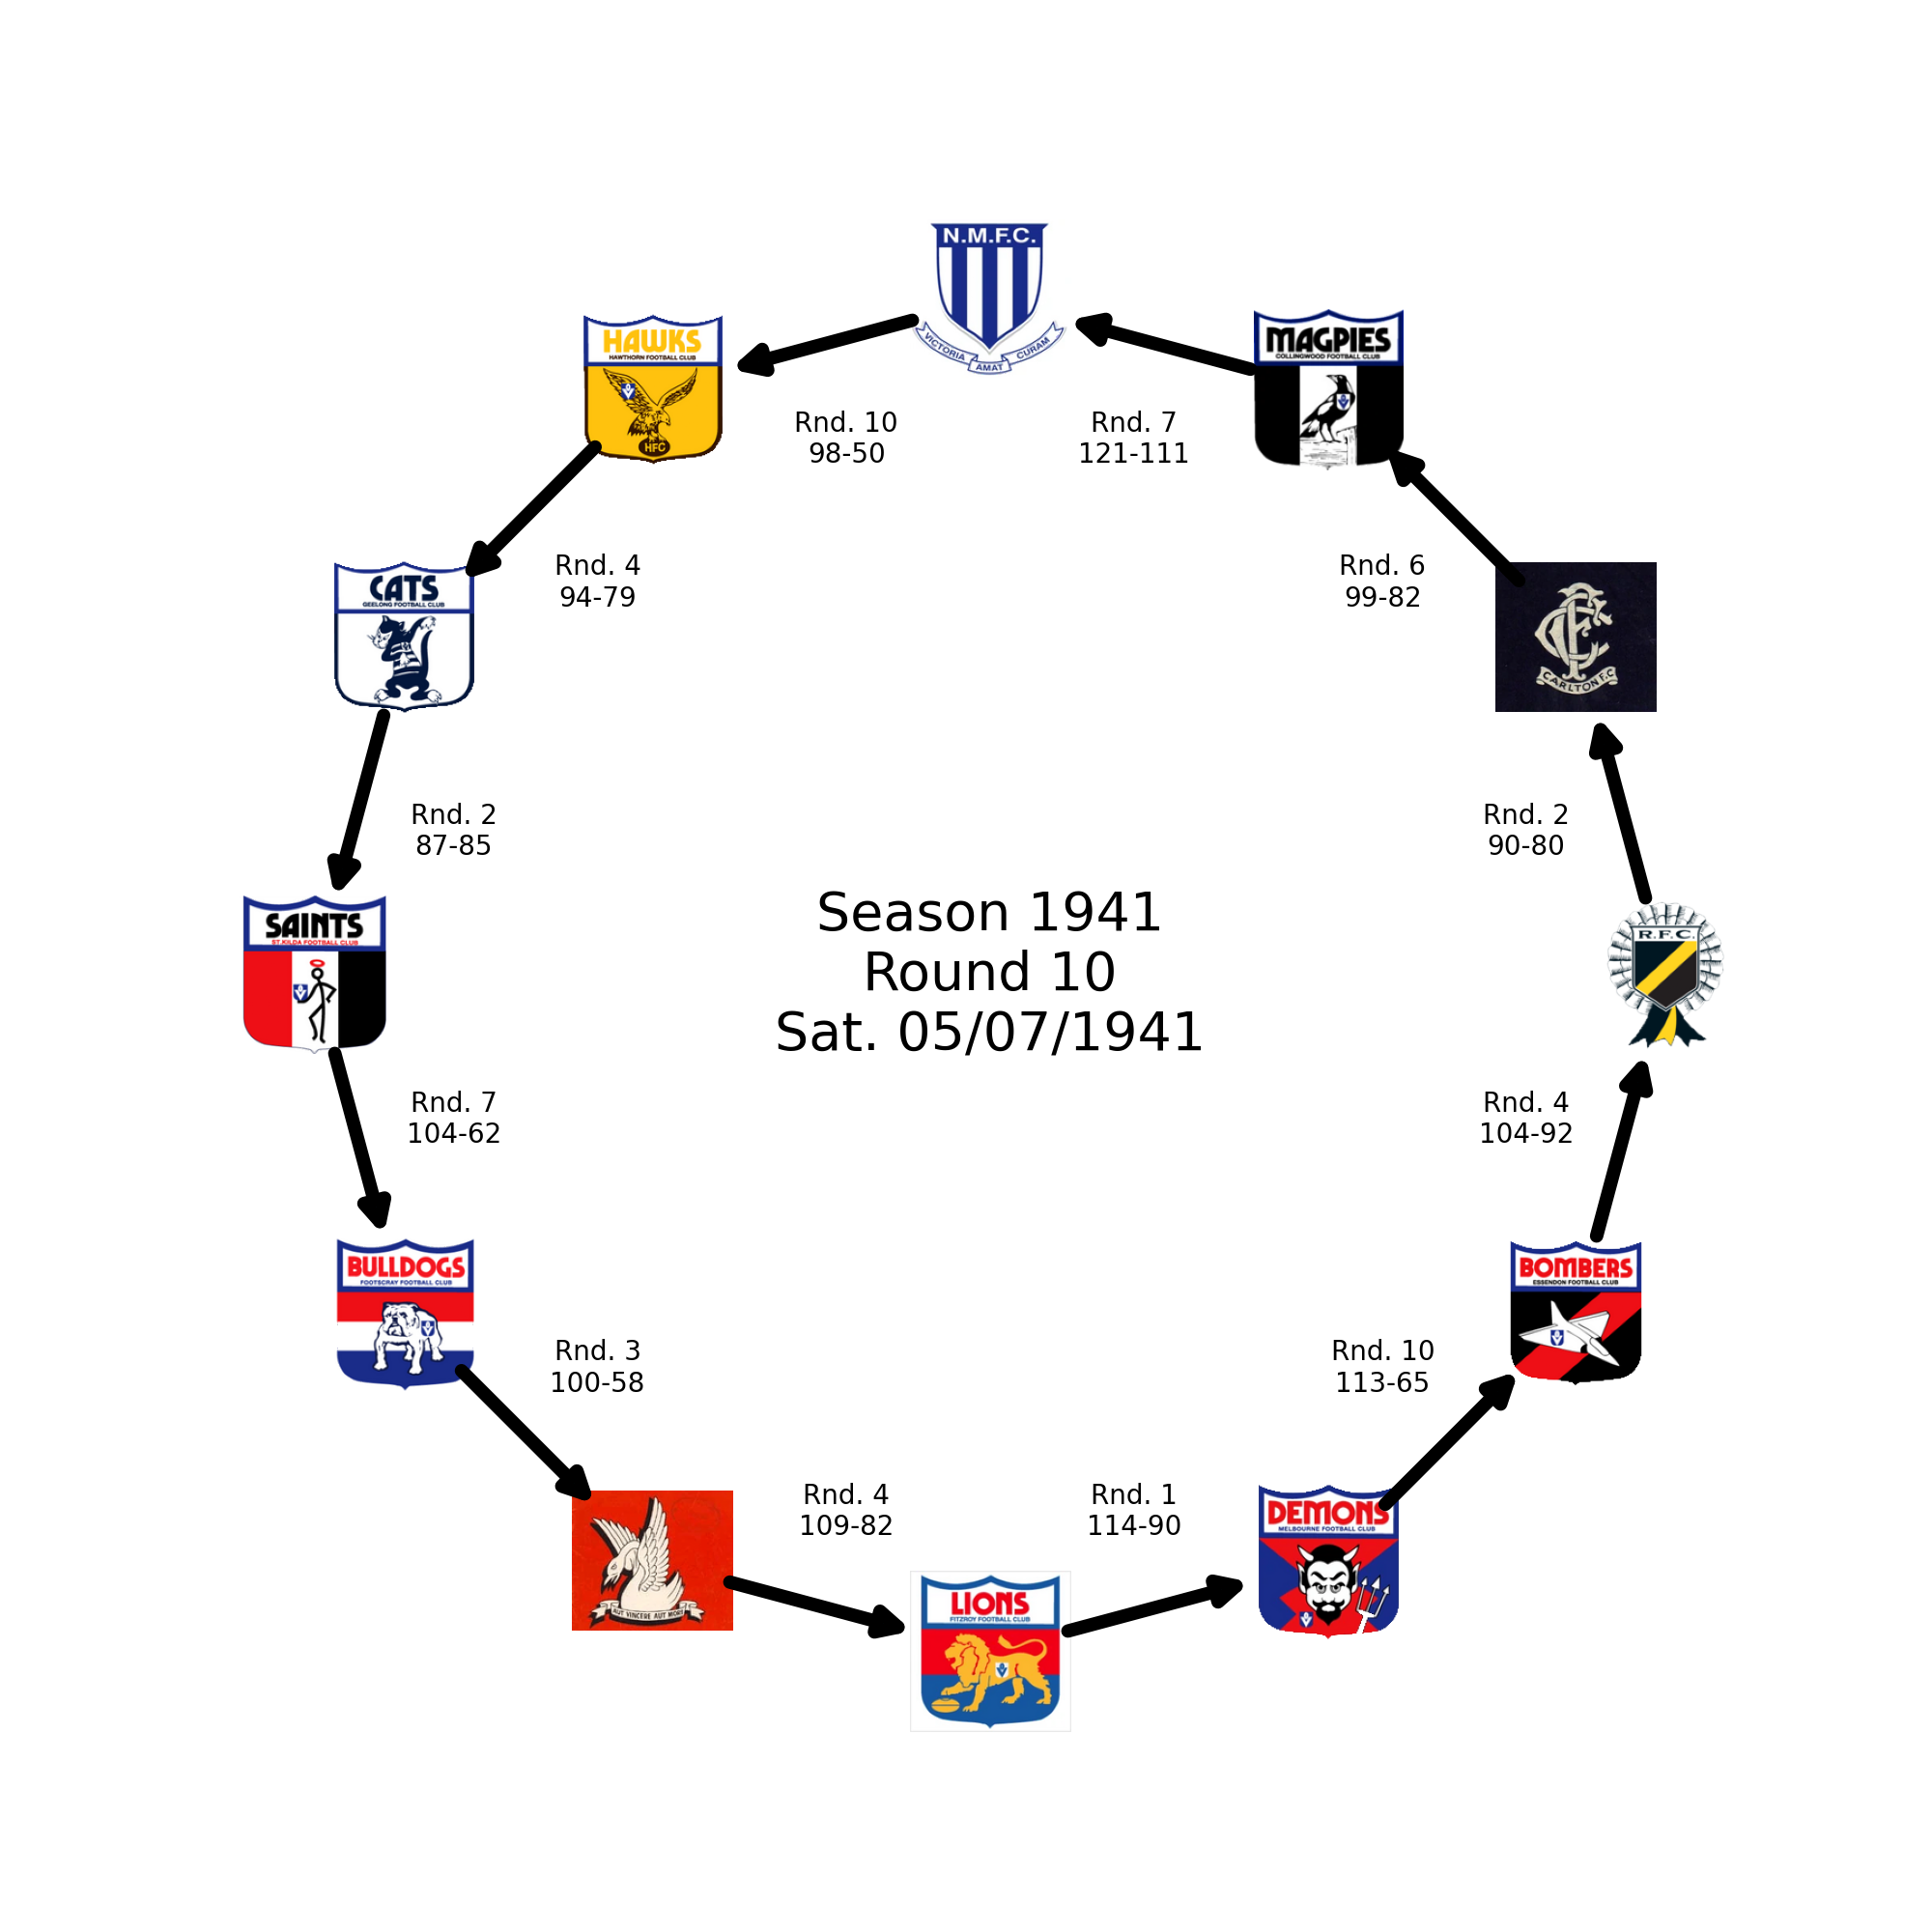 N.M.F.C.
VICTORIA
AMAT
CURAM
HAWKS
HAWTHORN FOOTBALL CLUB
HFC
MAGPIES
COLLINGWOOD FOOTBALL CLUB
Rnd. 10
98-50
Rnd. 7
121-111
CATS
GEELONG FOOTBALL CLUB
Rnd. 4
94-79
Rnd. 6
99-82
CFC
CARLTON F.C
Rnd. 2
87-85
Rnd. 2
90-80
SAINTS
ST.KILDA FOOTBALL CLUB
Season 1941
Round 10
Sat. 05/07/1941
R.F.C.
Rnd. 7
104-62
Rnd. 4
104-92
BULLDOGS
FOOTSCRAY FOOTBALL CLUB
BOMBERS
ESSENDON FOOTBALL CLUB
Rnd. 3
100-58
Rnd. 10
113-65
AUT VINCERE AUT MORI
Rnd. 4
109-82
Rnd. 1
114-90
DEMONS
MELBOURNE FOOTBALL CLUB
LIONS
FITZROY FOOTBALL CLUB